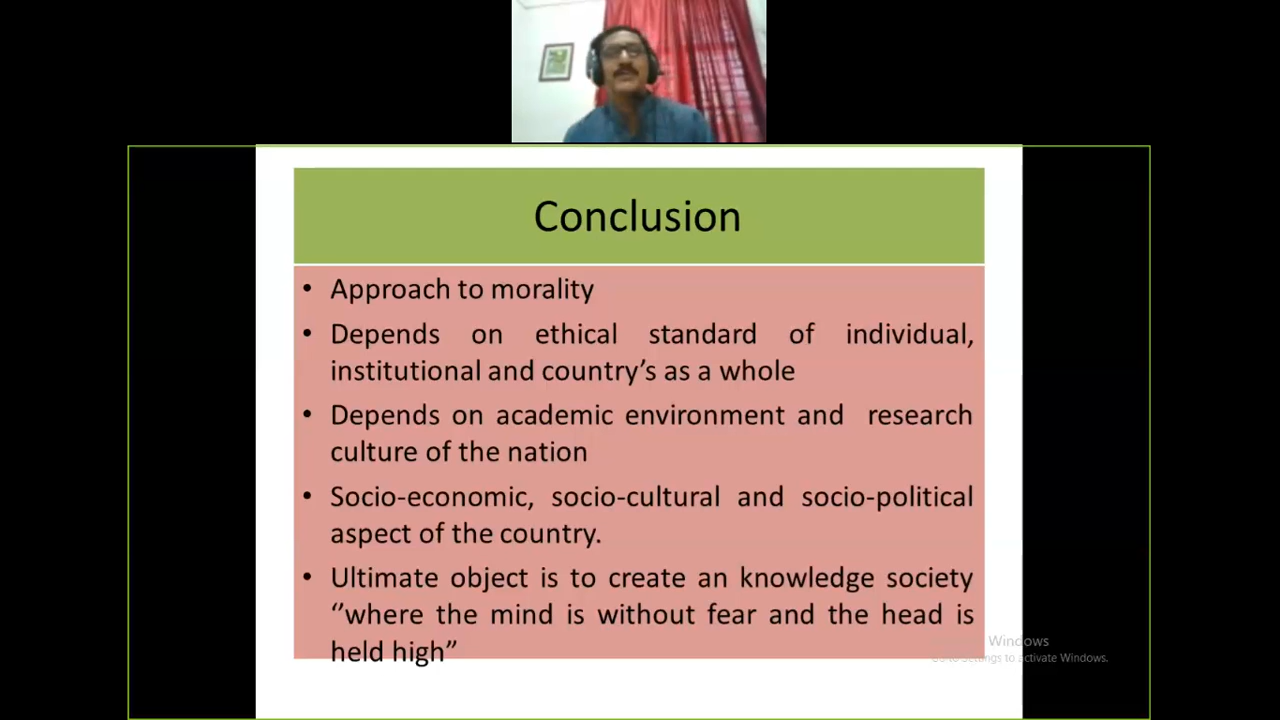 Conclusion
• Approach to morality
• Depends on ethical standard of individual,
institutional and country's as a whole
• Depends on academic environment and research
culture of the nation
• Socio-economic, socio-cultural and socio-political
aspect of the country.
• Ultimate object is to create an knowledge society
‘’where the mind is without fear and the head is
held high”
Windows
to activate Windows.